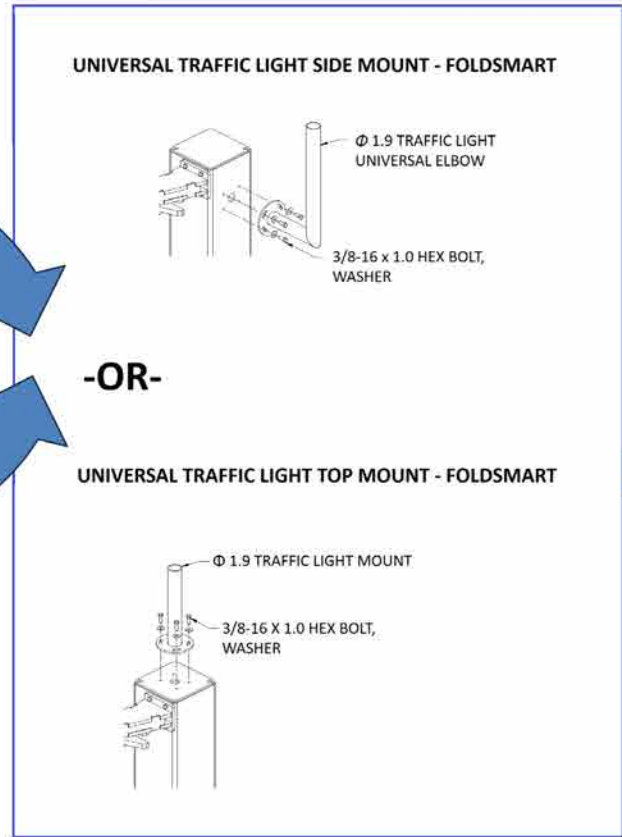 UNIVERSAL TRAFFIC LIGHT SIDE MOUNT - FOLDSMART
Φ 1.9 TRAFFIC LIGHT
UNIVERSAL ELBOW
3/8-16 x 1.0 HEX BOLT,
WASHER
-OR-
UNIVERSAL TRAFFIC LIGHT TOP MOUNT - FOLDSMART
Φ 1.9 TRAFFIC LIGHT MOUNT
3/8-16 X 1.0 HEX BOLT,
WASHER